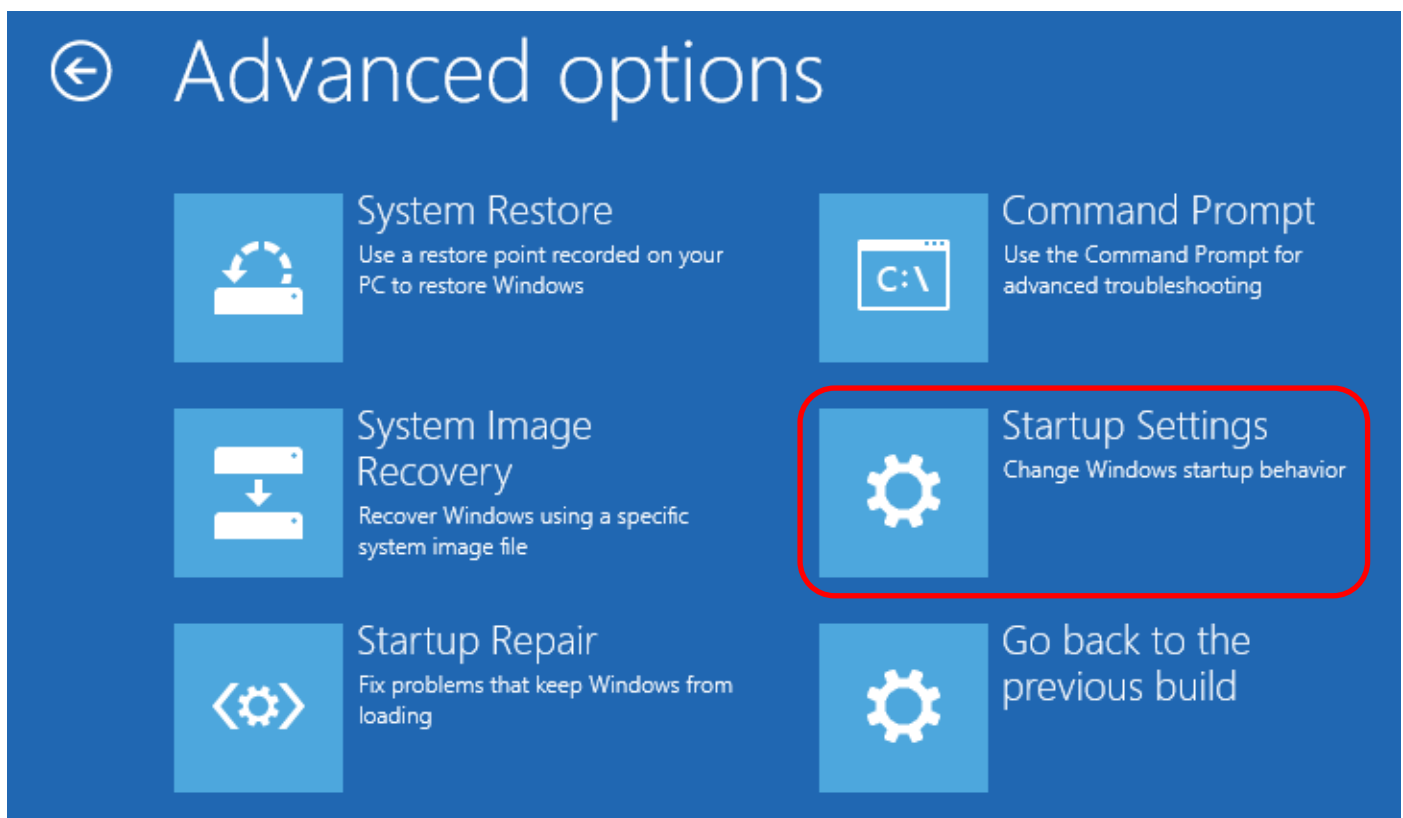 Advanced options
System Restore
Use a restore point recorded on your
PC to restore Windows
Command Prompt
Use the Command Prompt for
advanced troubleshooting
C:\
System Image
Recovery
Recover Windows using a specific
system image file
Startup Settings
Change Windows startup behavior
Startup Repair
Fix problems that keep Windows from
loading
Go back to the
previous build